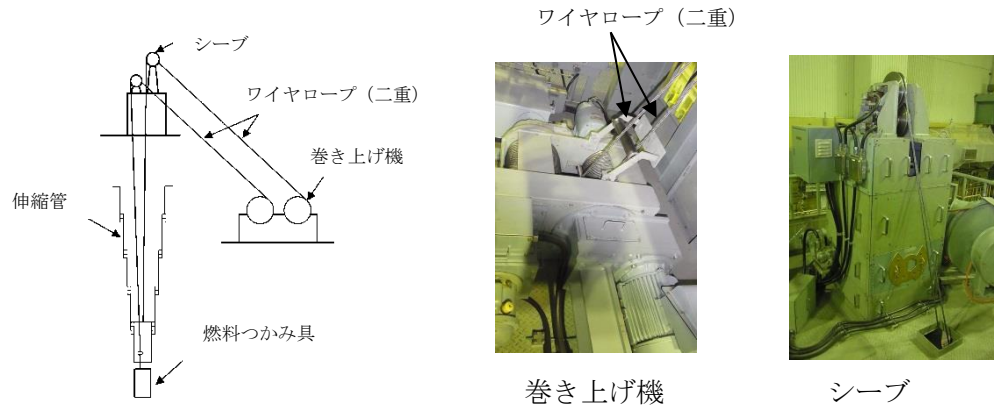 シーブ
ワイヤロープ（二重）
巻き上げ機
伸縮管
燃料つかみ具
ワイヤロープ（二重）
巻き上げ機
シーブ